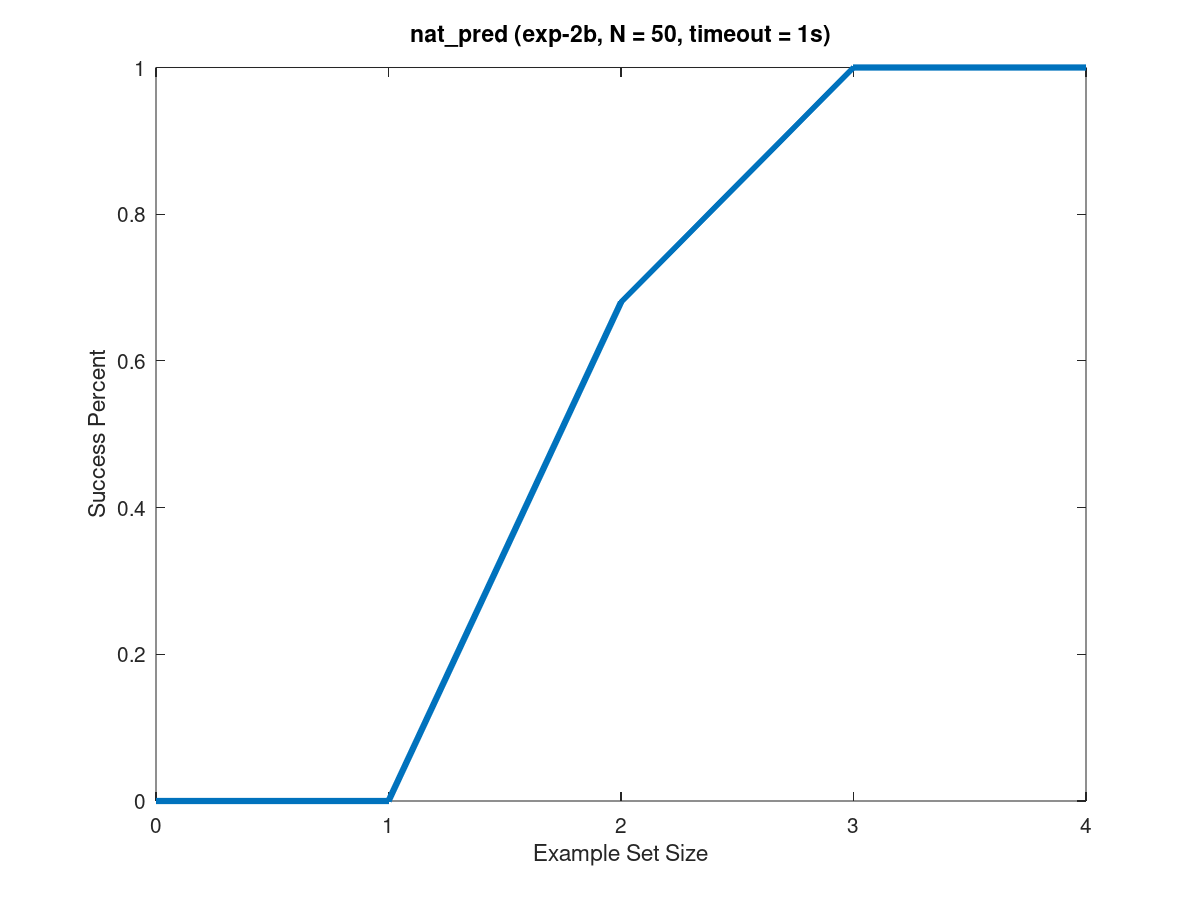 nat_pred (exp-2b, N = 50, timeout = 1s)
1
0.8
0.6
0.4
0.2
0
Success Percent
0 1 2 3 4
Example Set Size